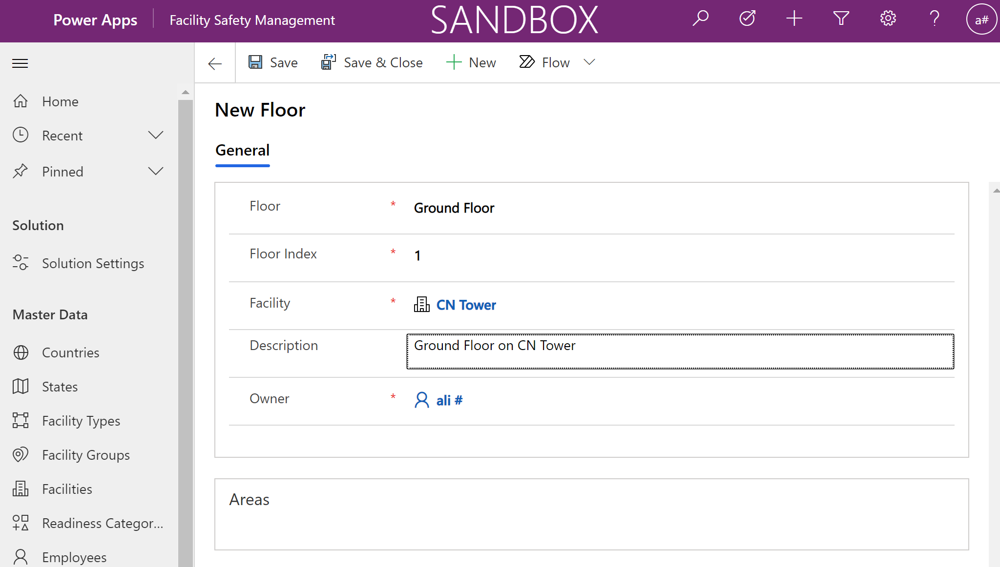 Power Apps
Facility Safety Management
SANDBOX
a#
Save
Save & Close
New
Flow
Home
Recent
Pinned
Solution
Solution Settings
Master Data
Countries
States
Facility Types
Facility Groups
Facilities
Readiness Categor...
Employees
New Floor
General
Floor * Ground Floor
Floor Index * 1
Facility * CN Tower
Description Ground Floor on CN Tower
Owner * ali #
Areas